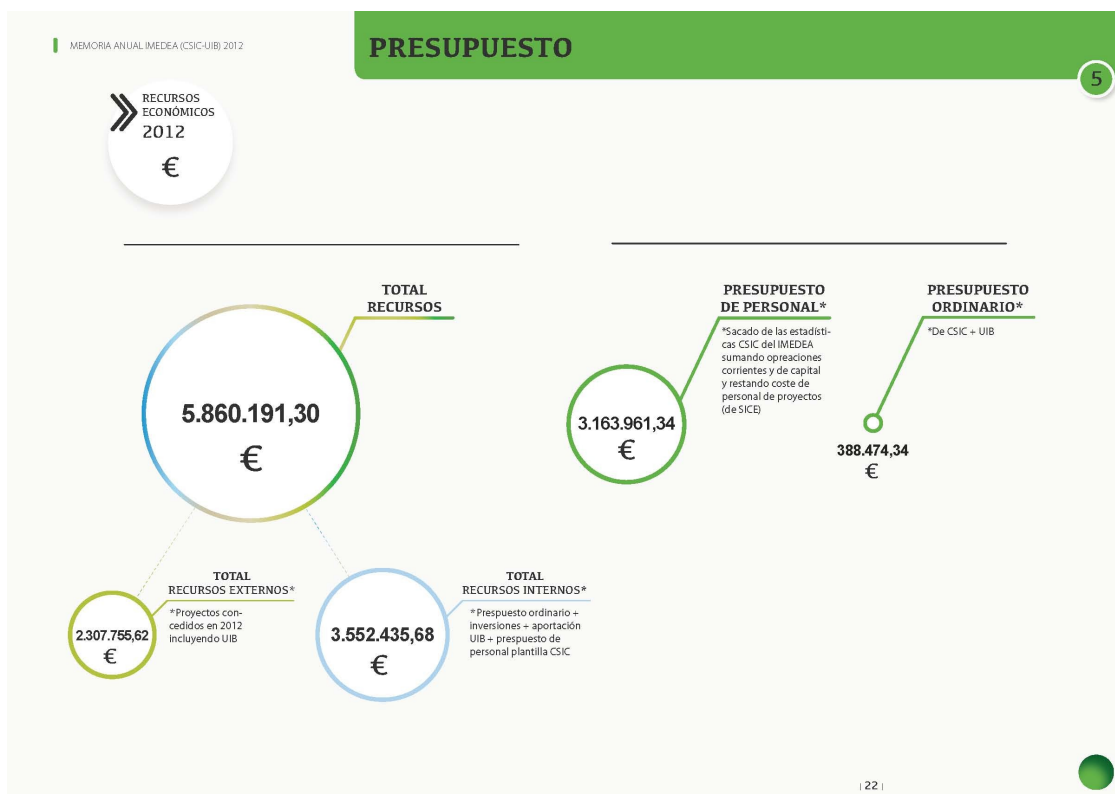 MEMORIA ANUAL IMEDEA (CSIC-UIB) 2012
PRESUPUESTO
5
RECURSOS
ECONÓMICOS
2012
€
TOTAL
RECURSOS
5.860.191,30
€
TOTAL
RECURSOS EXTERNOS*
*Proyectos con-
cedidos en 2012
incluyendo UIB
2.307.755,62
€
TOTAL
RECURSOS INTERNOS*
*Prespuesto ordinario +
inversiones + aportación
UIB + prespuesto de
personal plantilla CSIC
3.552.435,68
€
PRESUPUESTO
DE PERSONAL*
*Sacado de las estadísti-
cas CSIC del IMEDEA
sumando opreaciones
corrientes y de capital
y restando coste de
personal de proyectos
(de SICE)
3.163.961,34
€
PRESUPUESTO
ORDINARIO*
*De CSIC + UIB
388.474,34
€
| 22 |